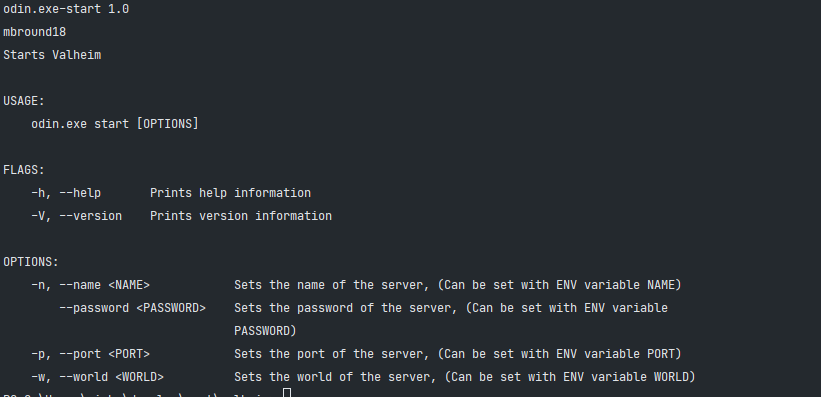 odin.exe-start 1.0
mbround18
Starts Valheim
USAGE:
odin.exe start [OPTIONS]
FLAGS:
-h, --help Prints help information
-V, --version Prints version information
OPTIONS:
-n, --name <NAME> Sets the name of the server, (Can be set with ENV variable NAME)
--password <PASSWORD> Sets the password of the server, (Can be set with ENV variable
PASSWORD)
-p, --port <PORT> Sets the port of the server, (Can be set with ENV variable PORT)
-w, --world <WORLD> Sets the world of the server, (Can be set with ENV variable WORLD)